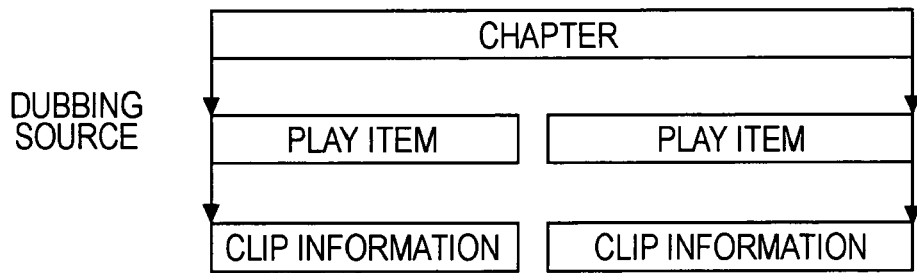 CHAPTER
DUBBING
SOURCE
PLAY ITEM
PLAY ITEM
CLIP INFORMATION
CLIP INFORMATION